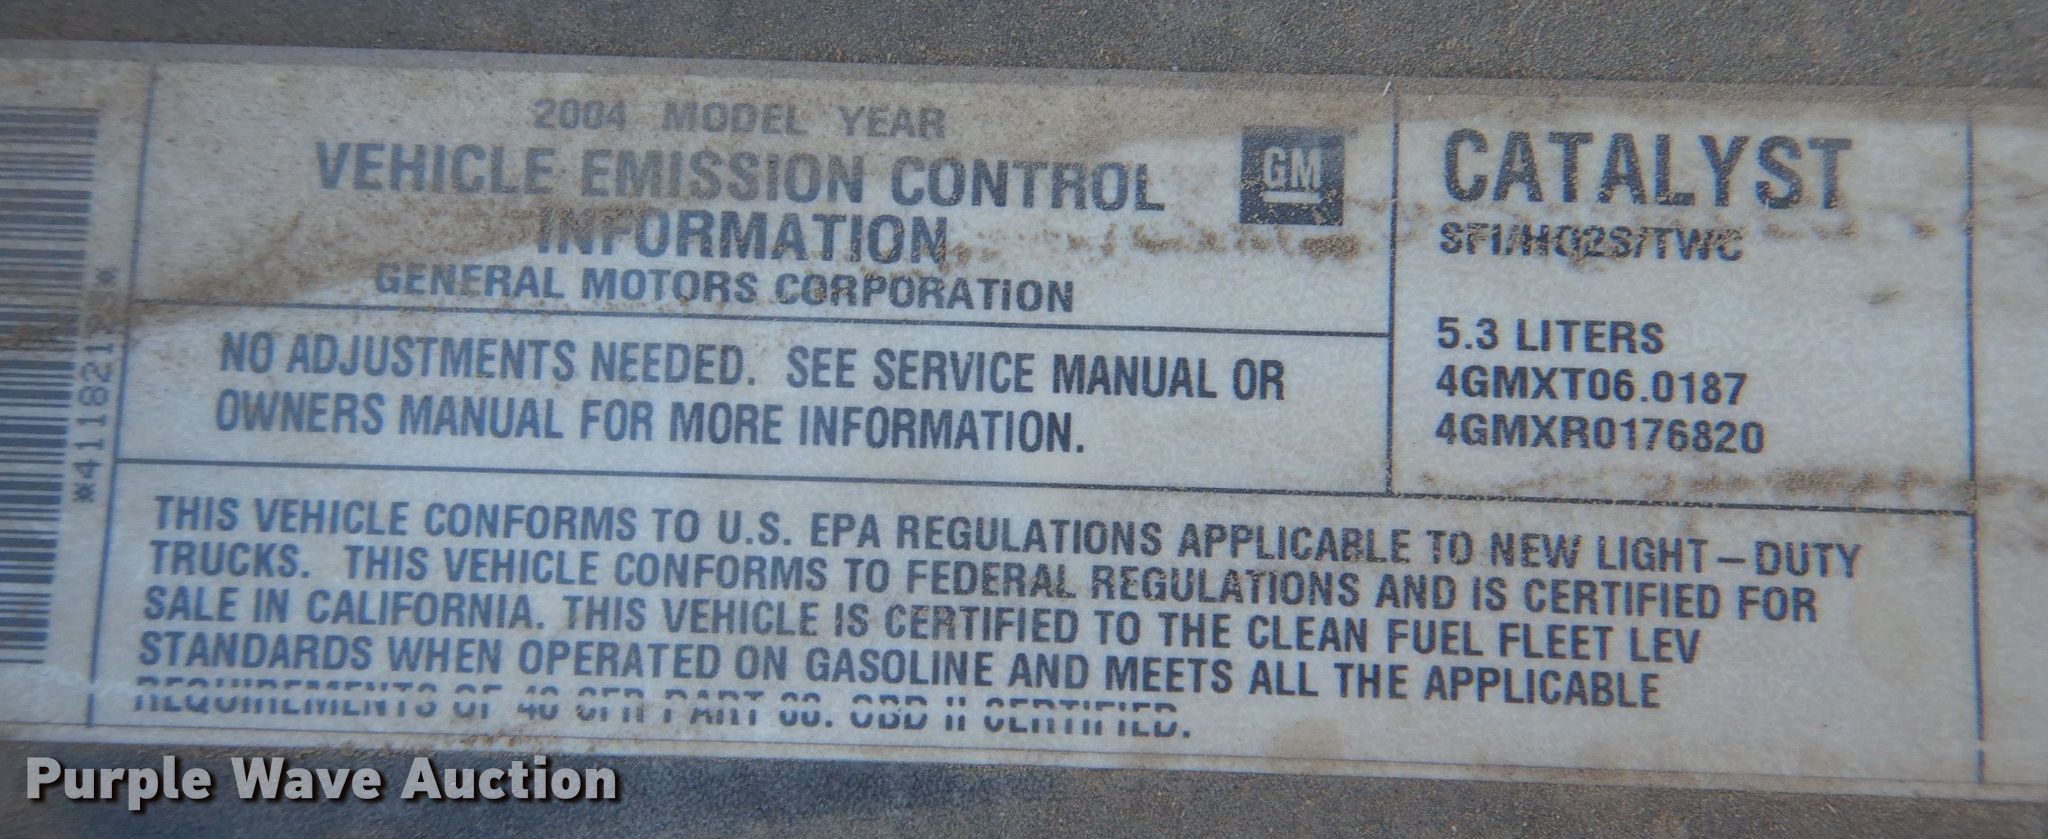 *4118212*
2004 MODEL YEAR
VEHICLE EMISSION CONTROL
INFORMATION
GENERAL MOTORS CORPORATION
GM
NO ADJUSTMENTS NEEDED. SEE SERVICE MANUAL OR
OWNERS MANUAL FOR MORE INFORMATION.
CATALYST
SFI/HO2S/TWC
5.3 LITERS
4GMXT06.0187
4GMXR0176820
THIS VEHICLE CONFORMS TO U.S. EPA REGULATIONS APPLICABLE TO NEW LIGHT-DUTY
TRUCKS. THIS VEHICLE CONFORMS TO FEDERAL REGULATIONS AND IS CERTIFIED FOR
SALE IN CALIFORNIA. THIS VEHICLE IS CERTIFIED TO THE CLEAN FUEL FLEET LEV
STANDARDS WHEN OPERATED ON GASOLINE AND MEETS ALL THE APPLICABLE
REQUIREMENTS OF 40 CFR PART 88. OBD II CERTIFIED.
Purple Wave Auction